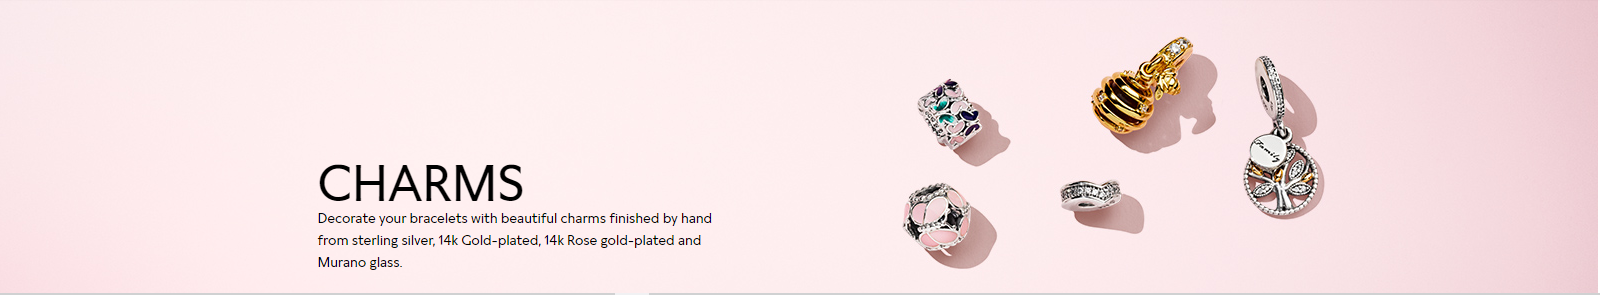 CHARMS
Decorate your bracelets with beautiful charms finished by hand
from sterling silver, 14k Gold-plated, 14k Rose gold-plated and
Murano glass.
Family